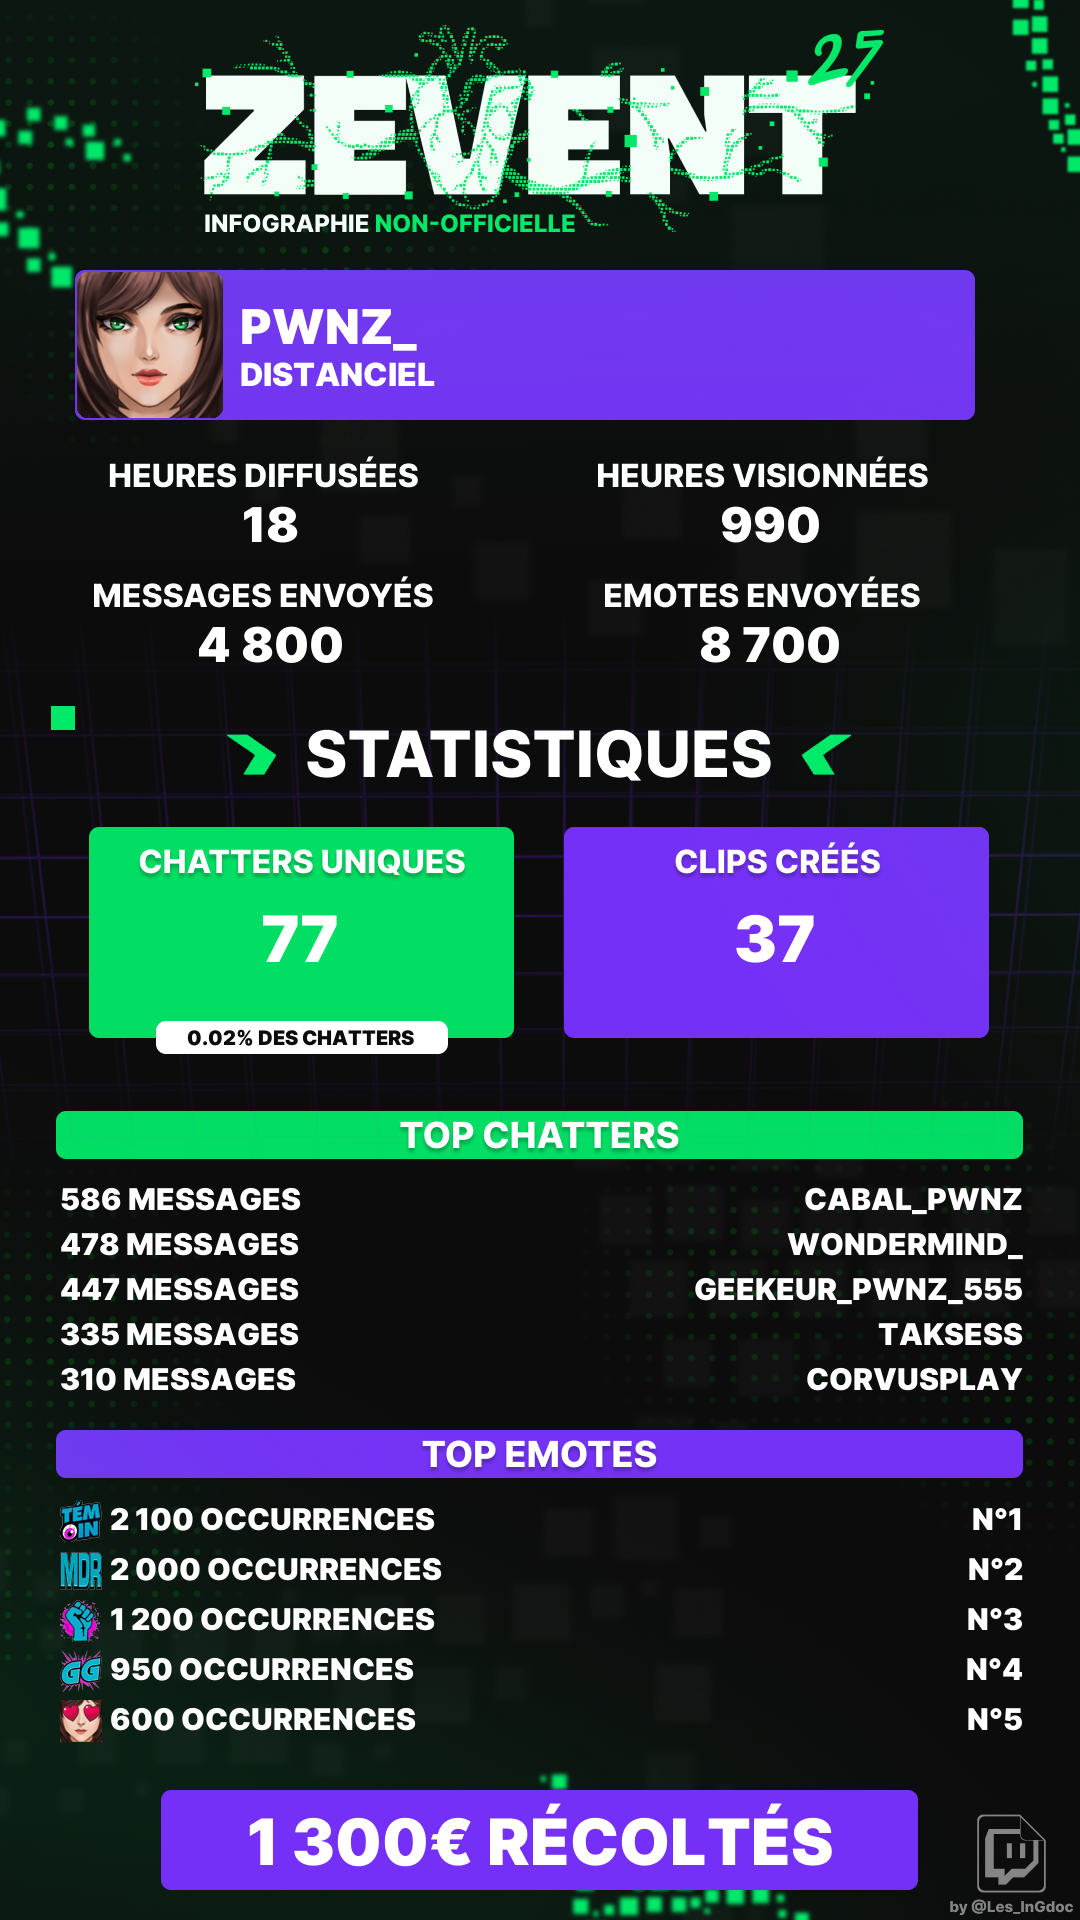 ZEVENT 25
INFOGRAPHIE NON-OFFICIELLE
PWNZ_
DISTANCIEL
HEURES DIFFUSÉES
18
HEURES VISIONNÉES
990
MESSAGES ENVOYÉS
4 800
EMOTES ENVOYÉES
8 700
STATISTIQUES
CHATTERS UNIQUES
77
0.02% DES CHATTERS
CLIPS CRÉÉS
37
TOP CHATTERS
586 MESSAGES CABAL_PWNZ
478 MESSAGES WONDERMIND_
447 MESSAGES GEEKEUR_PWNZ_555
335 MESSAGES TAKSESS
310 MESSAGES CORVUSPLAY
TOP EMOTES
TÉMOIN 2 100 OCCURRENCES N°1
MDR 2 000 OCCURRENCES N°2
1 200 OCCURRENCES N°3
GG 950 OCCURRENCES N°4
600 OCCURRENCES N°5
1 300€ RÉCOLTÉS
by @Les_InGdoc